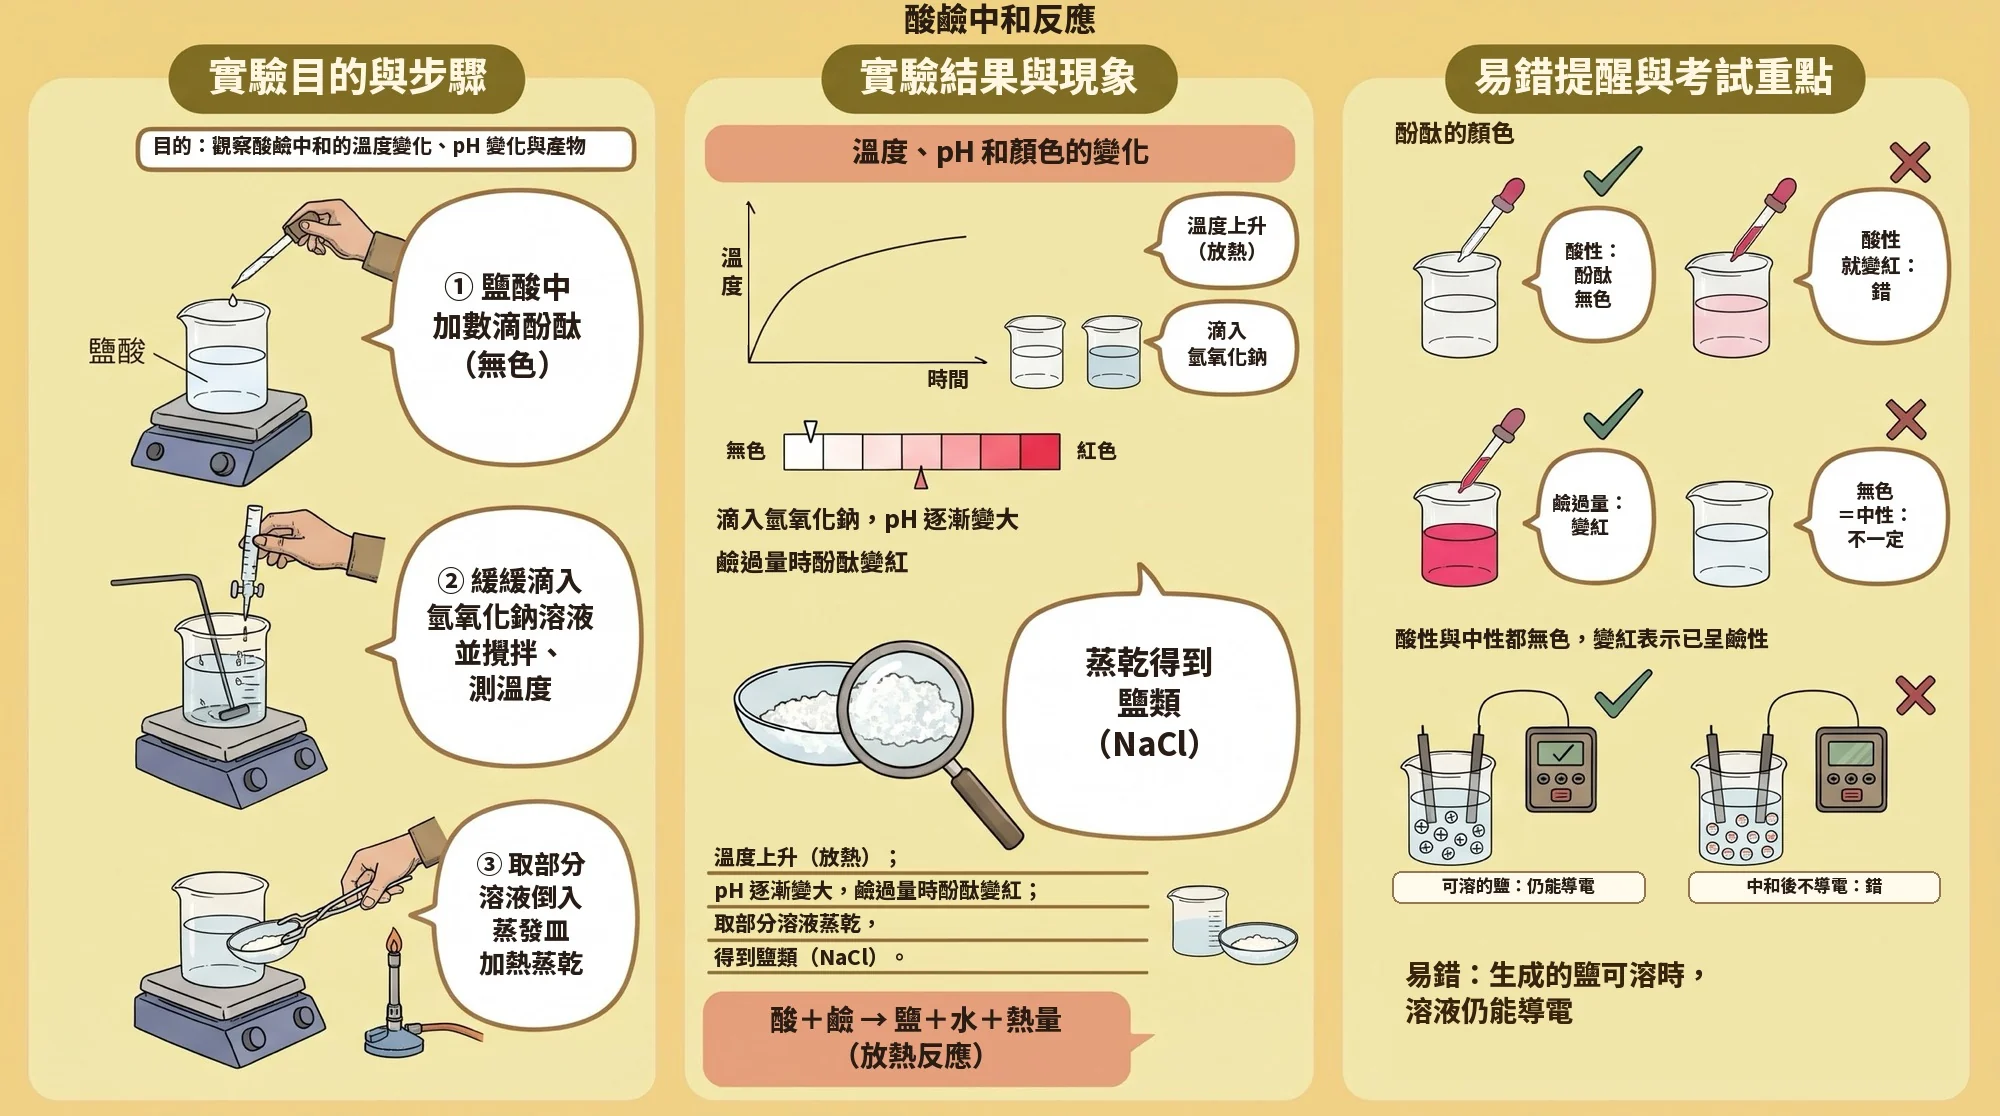 酸鹼中和反應
實驗目的與步驟
目的：觀察酸鹼中和的溫度變化、pH 變化與產物
① 鹽酸中
加數滴酚酞
（無色）
鹽酸
② 緩緩滴入
氫氧化鈉溶液
並攪拌、
測溫度
③ 取部分
溶液倒入
蒸發皿
加熱蒸乾
實驗結果與現象
溫度、pH 和顏色的變化
溫度
時間
溫度上升
（放熱）
滴入
氫氧化鈉
無色
紅色
滴入氫氧化鈉，pH 逐漸變大
鹼過量時酚酞變紅
蒸乾得到
鹽類
（NaCl）
溫度上升（放熱）；
pH 逐漸變大，鹼過量時酚酞變紅；
取部分溶液蒸乾，
得到鹽類（NaCl）。
酸＋鹼 → 鹽＋水＋熱量
（放熱反應）
易錯提醒與考試重點
酚酞的顏色
酸性：
酚酞
無色
酸性
就變紅：
錯
鹼過量：
變紅
無色
＝中性：
不一定
酸性與中性都無色，變紅表示已呈鹼性
可溶的鹽：仍能導電
中和後不導電：錯
易錯：生成的鹽可溶時，
溶液仍能導電